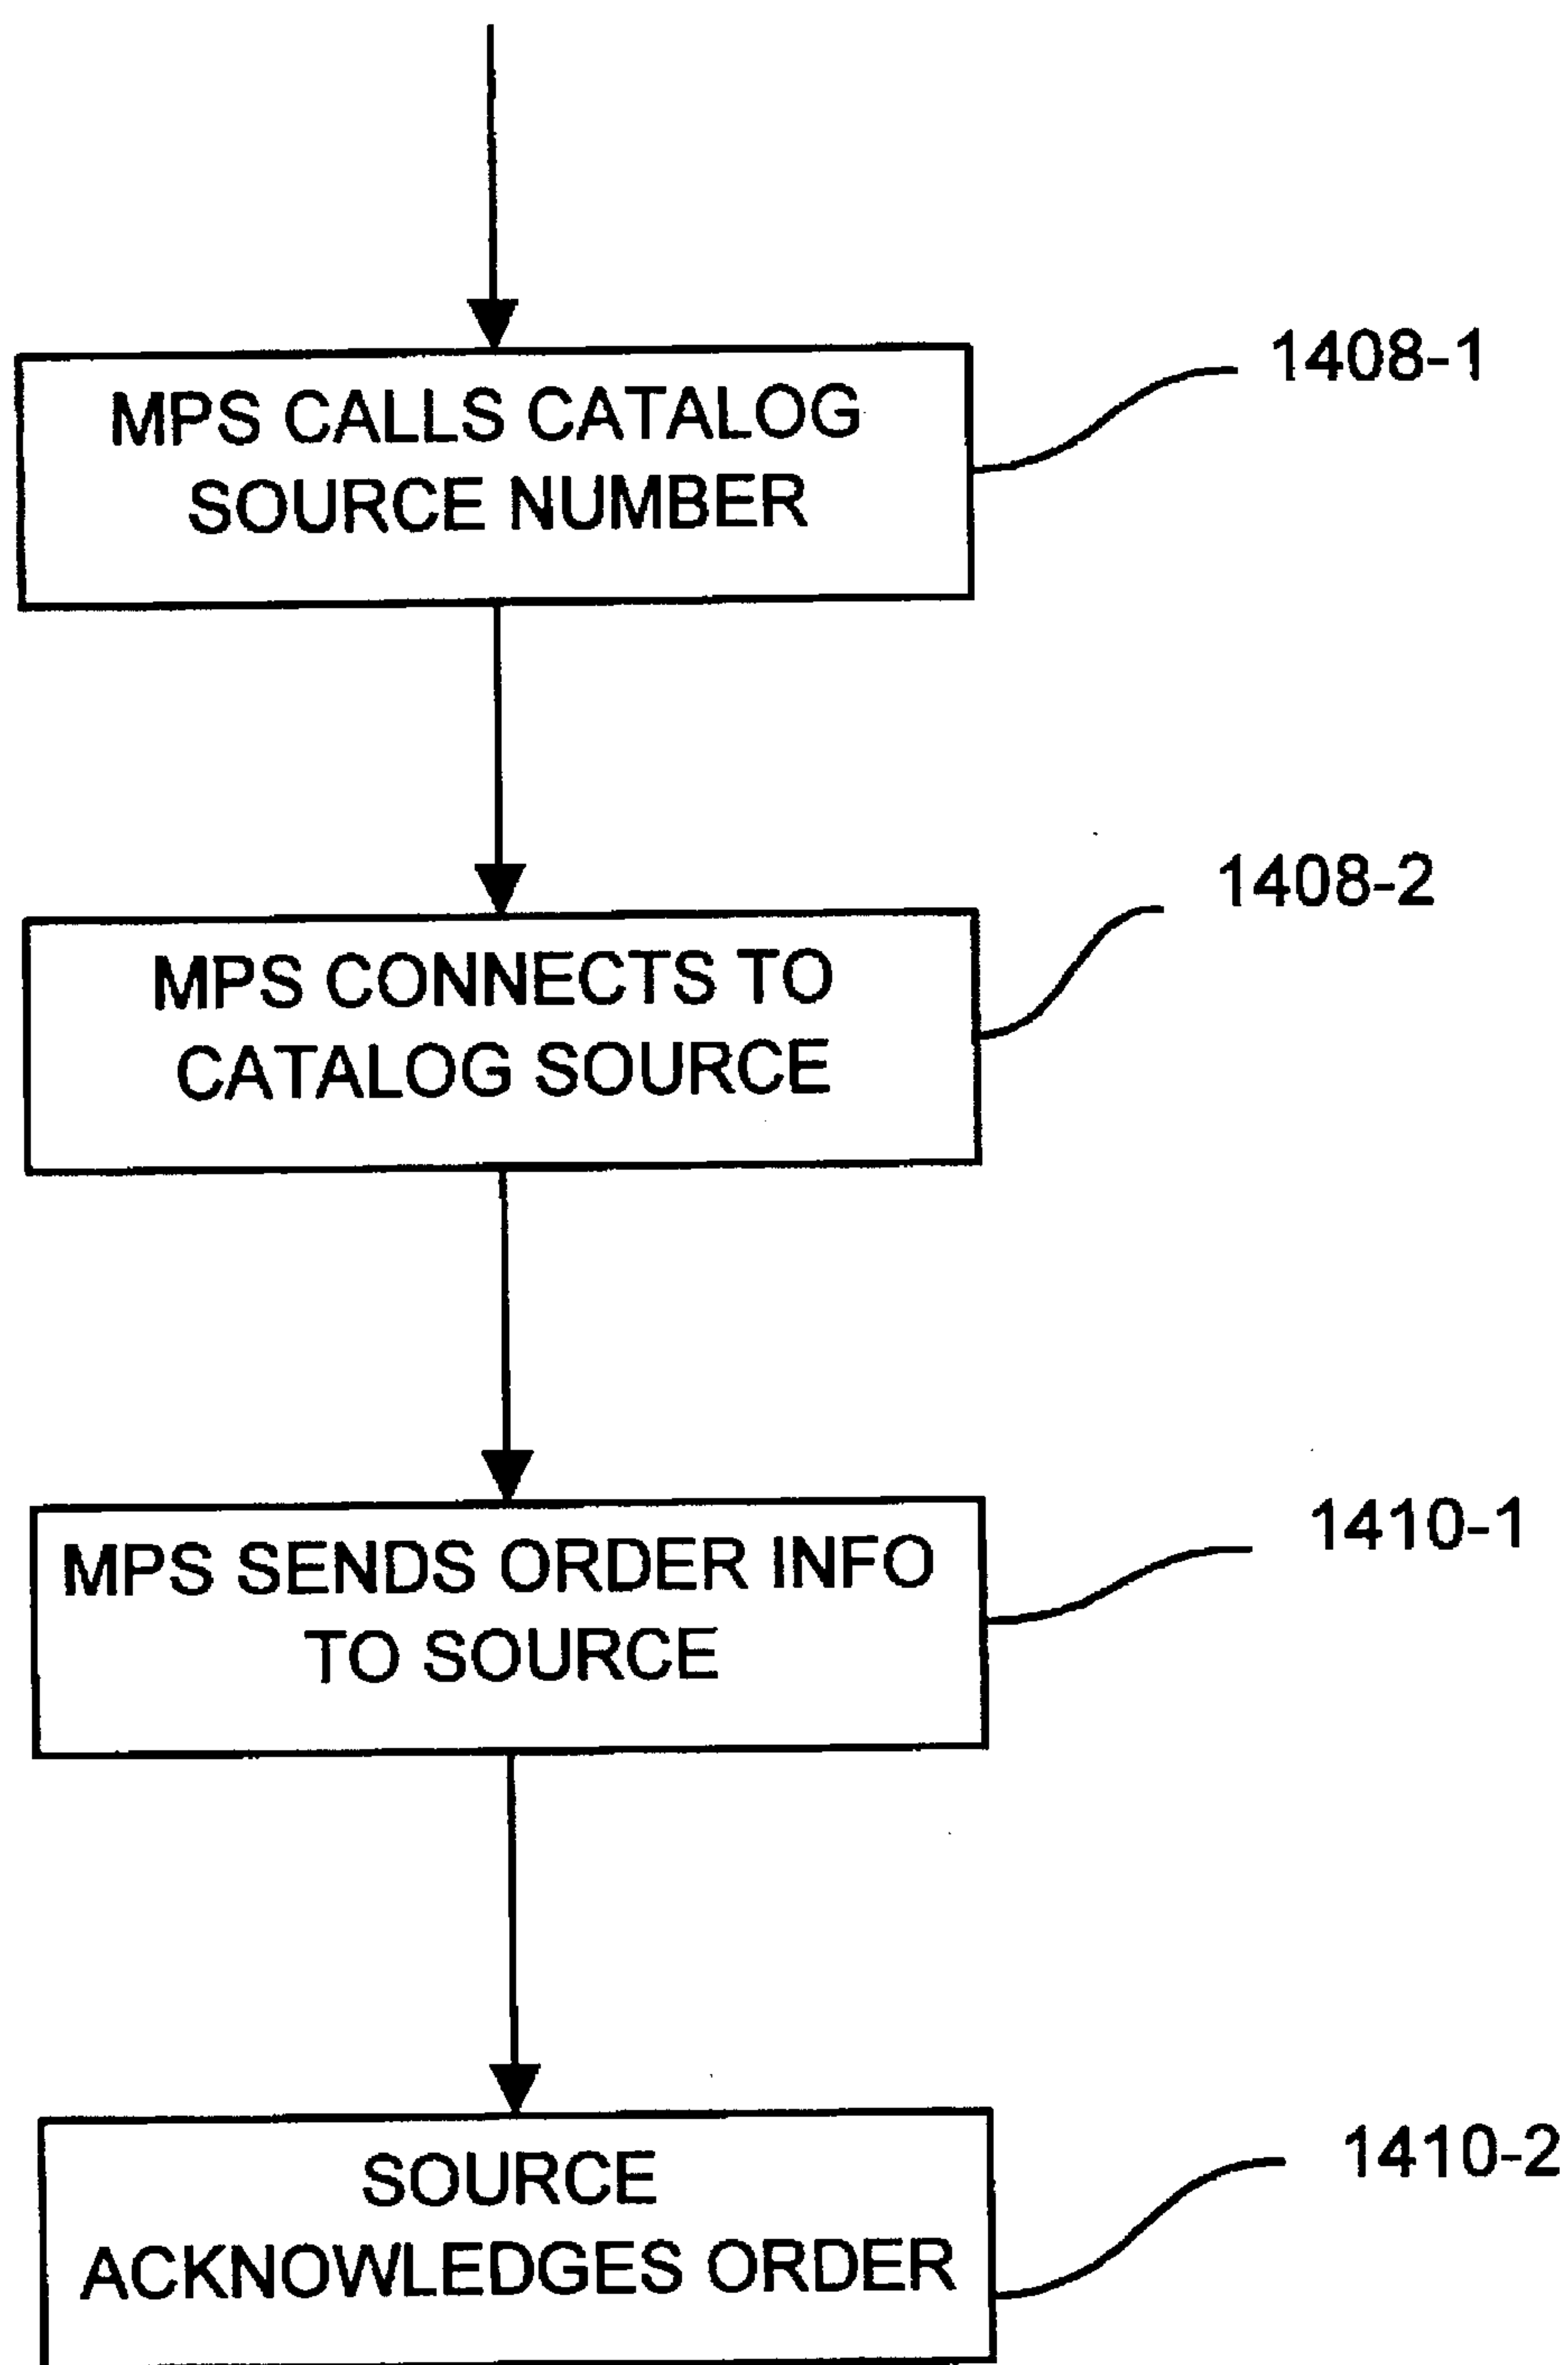 1408-1
MPS CALLS CATALOG
SOURCE NUMBER
1408-2
MPS CONNECTS TO
CATALOG SOURCE
1410-1
MPS SENDS ORDER INFO
TO SOURCE
1410-2
SOURCE
ACKNOWLEDGES ORDER